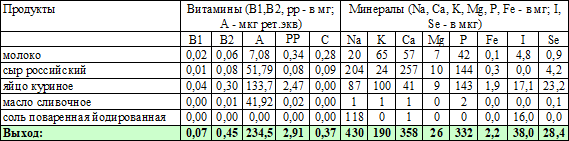 Продукты Витамины (В1,В2, рр - в мг; А - мкг рет.экв) Минералы (Na, Ca, K, Mg, P, Fe - в мг; I, Se - в мкг)
B1 B2 A PP C Na K Ca Mg P Fe I Se
молоко 0,02 0,06 7,08 0,34 0,28 20 65 57 7 42 0,1 4,8 0,9
сыр российский 0,01 0,08 51,79 0,08 0,09 204 24 257 10 144 0,3 0,0 4,2
яйцо куриное 0,04 0,30 133,7 2,47 0,00 87 100 41 9 143 1,9 17,1 23,2
масло сливочное 0,00 0,01 41,92 0,02 0,00 1 1 1 0 2 0,0 0,0 0,1
соль поваренная йодированная 0,00 0,00 0,00 0,00 0,00 118 0 1 0 0 0,0 16,0 0,0
Выход: 0,07 0,45 234,5 2,91 0,37 430 190 358 26 332 2,2 38,0 28,4